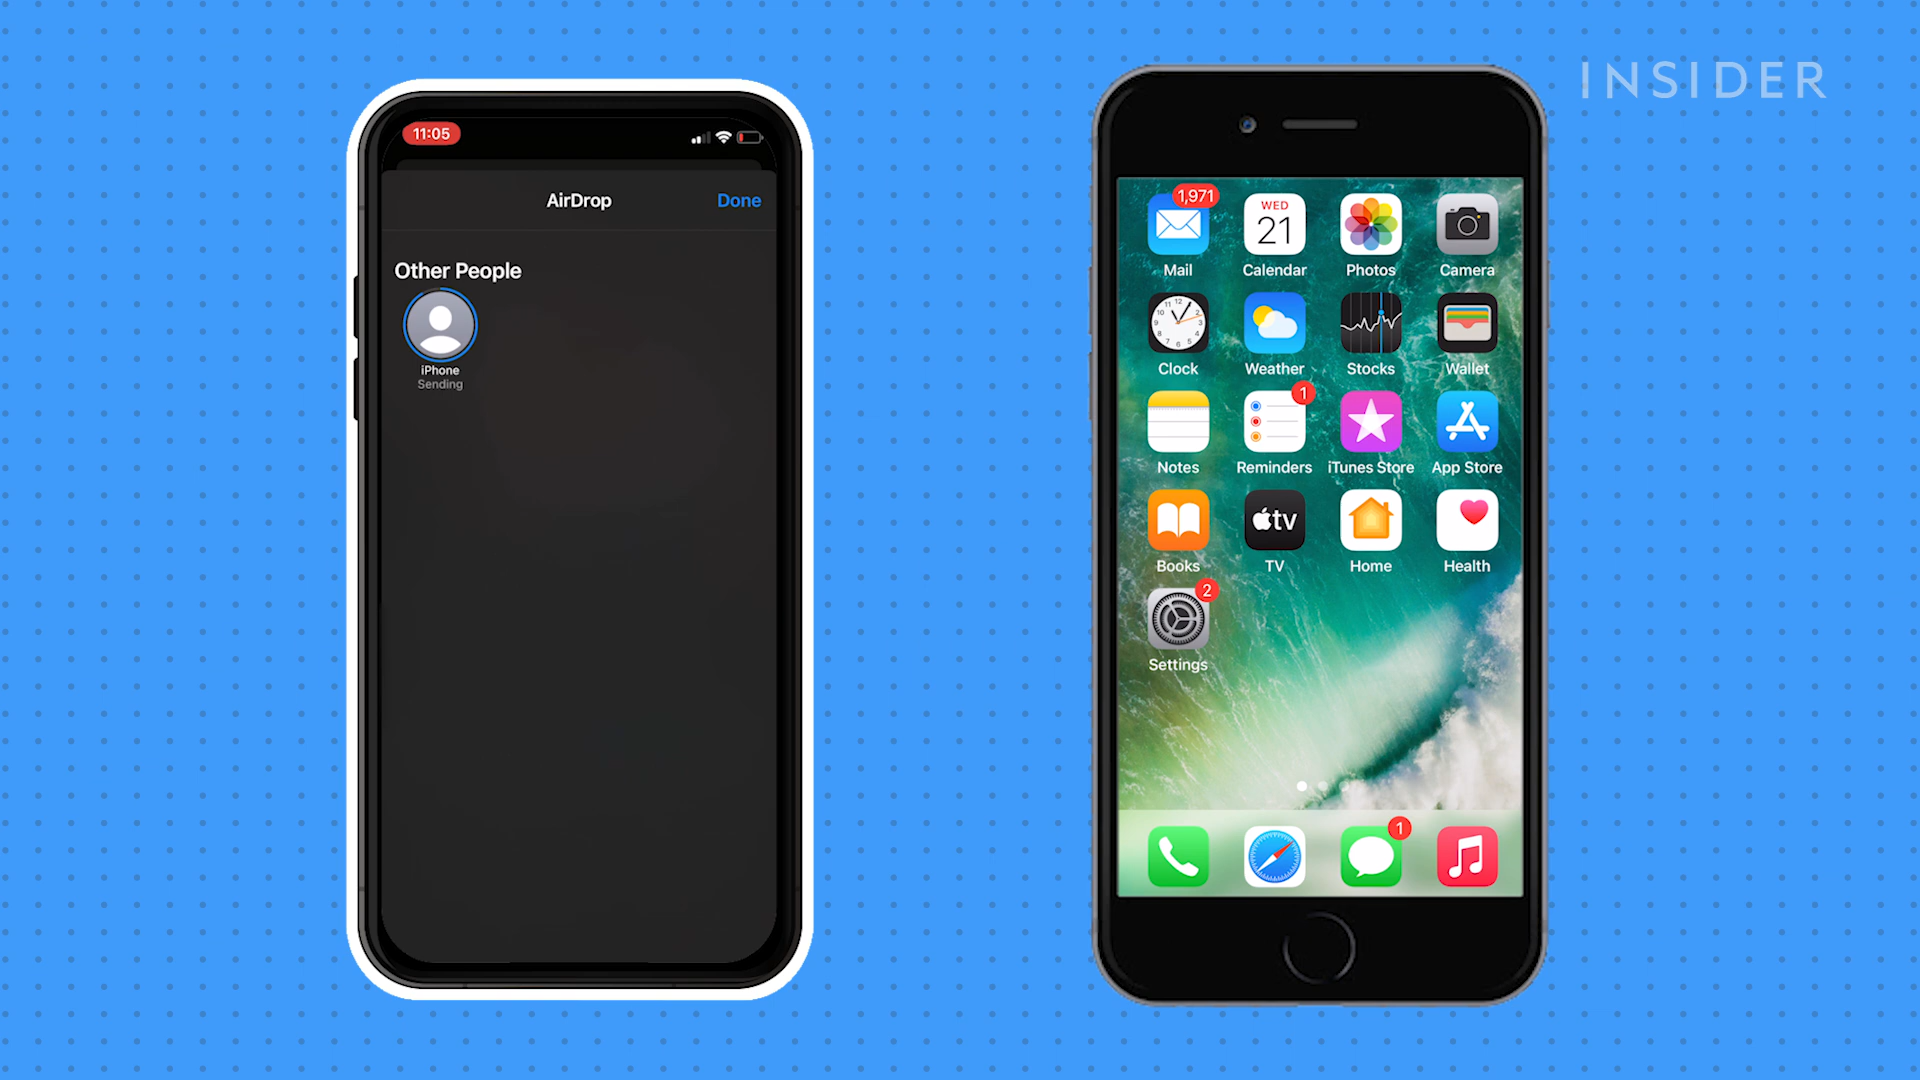 INSIDER
11:05
AirDrop Done
Other People
iPhone
Sending
1,971 WED
21
Mail Calendar Photos Camera
Clock Weather Stocks Wallet
1
Notes Reminders iTunes Store App Store
tv
Books TV Home Health
2
Settings
1